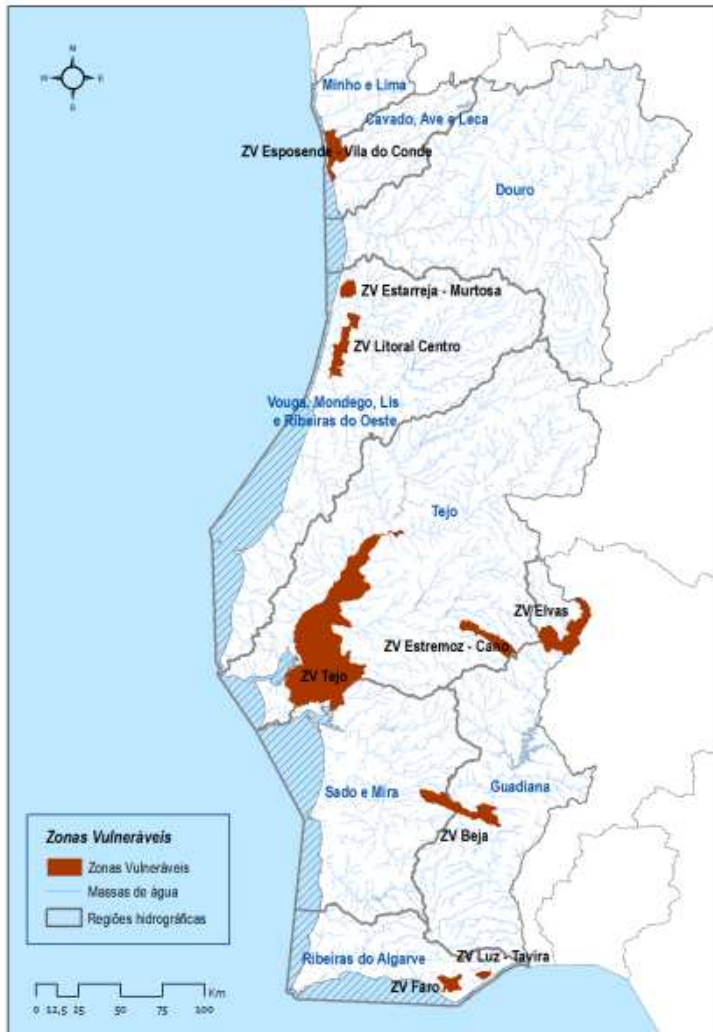 N
W E
S
Minho e Lima
Cavado, Ave e Leca
ZV Esposende - Vila do Conde
Douro
ZV Estarreja - Murtosa
ZV Litoral Centro
Vouga, Mondego, Lis
e Ribeiras do Oeste
Tejo
ZV Elvas
ZV Estremoz - Cano
ZV Tejo
Sado e Mira
Guadiana
ZV Beja
Zonas Vulneráveis
Zonas Vulneráveis
Massas de água
Regiões hidrográficas
Ribeiras do Algarve
ZV Luz - Tavira
ZV Faro
Km
0 12,5 25 50 75 100